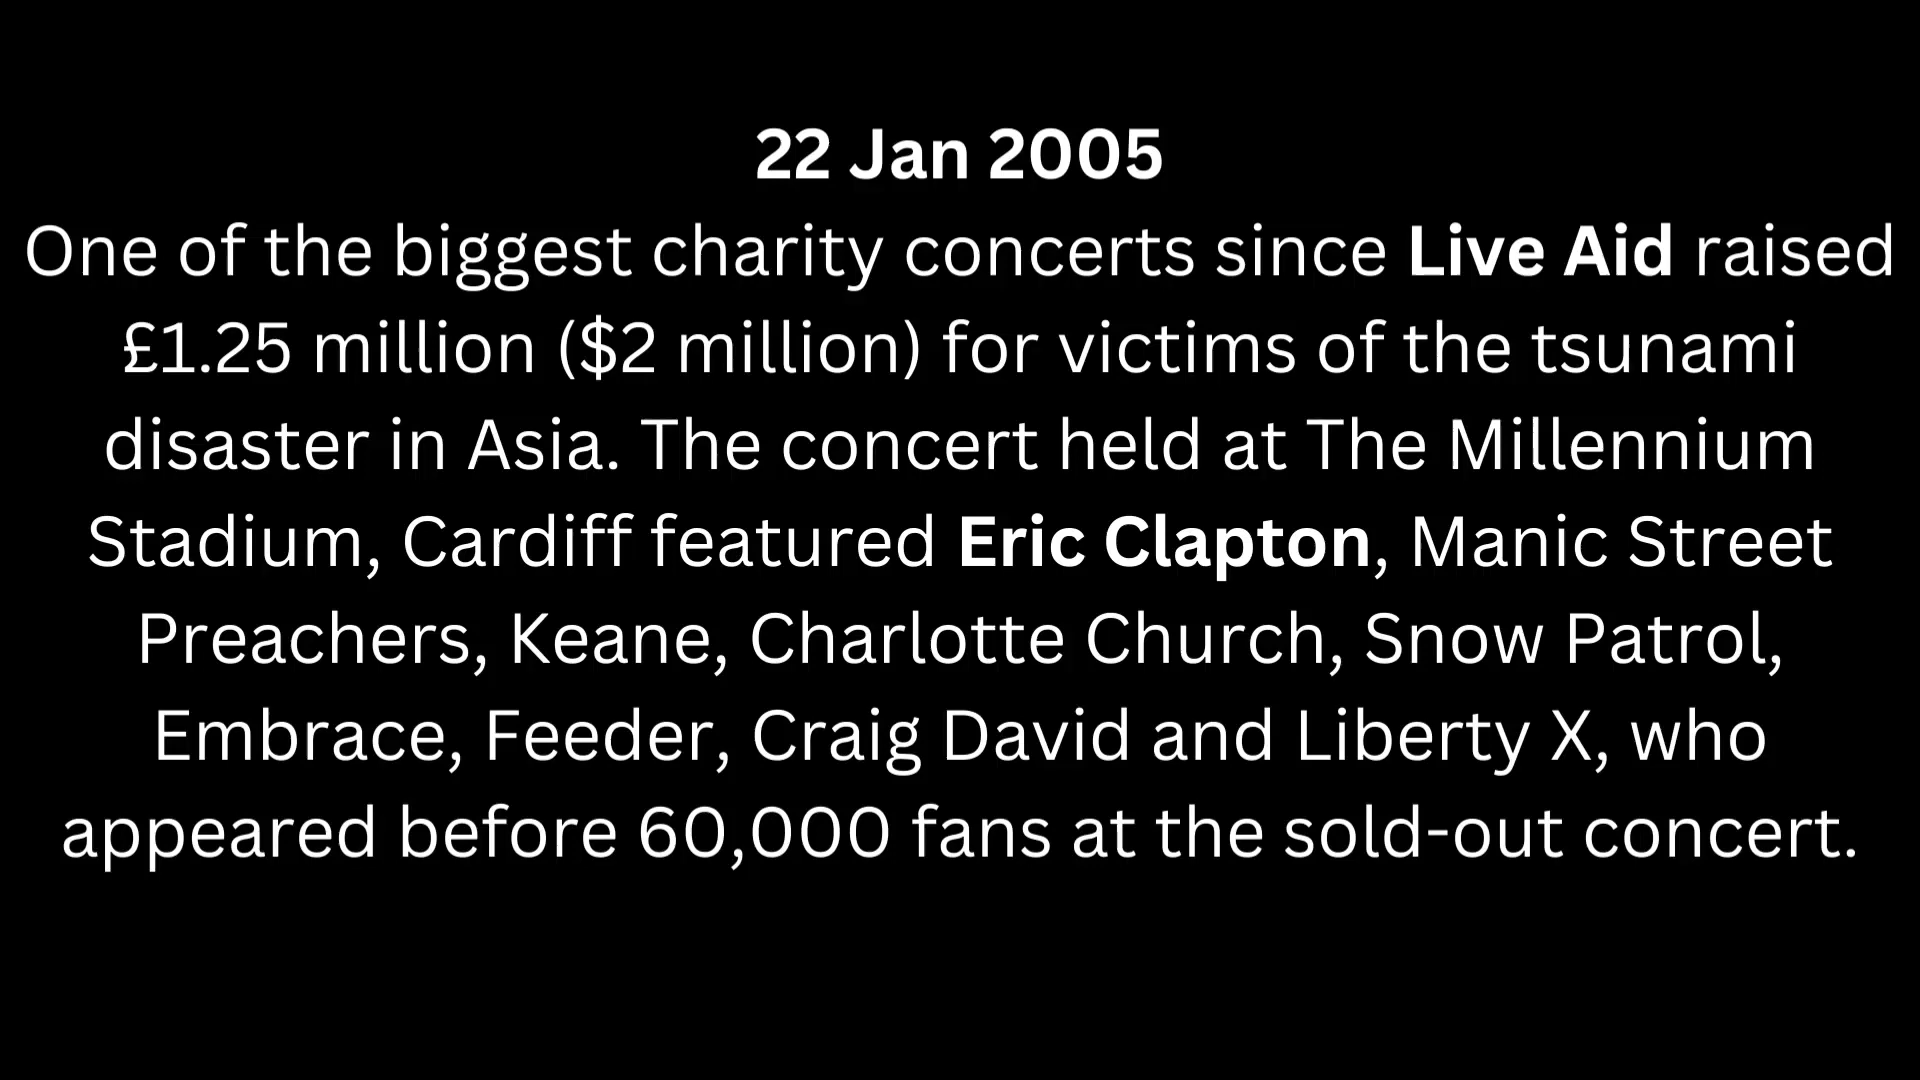 22 Jan 2005
One of the biggest charity concerts since Live Aid raised
£1.25 million ($2 million) for victims of the tsunami
disaster in Asia. The concert held at The Millennium
Stadium, Cardiff featured Eric Clapton, Manic Street
Preachers, Keane, Charlotte Church, Snow Patrol,
Embrace, Feeder, Craig David and Liberty X, who
appeared before 60,000 fans at the sold-out concert.